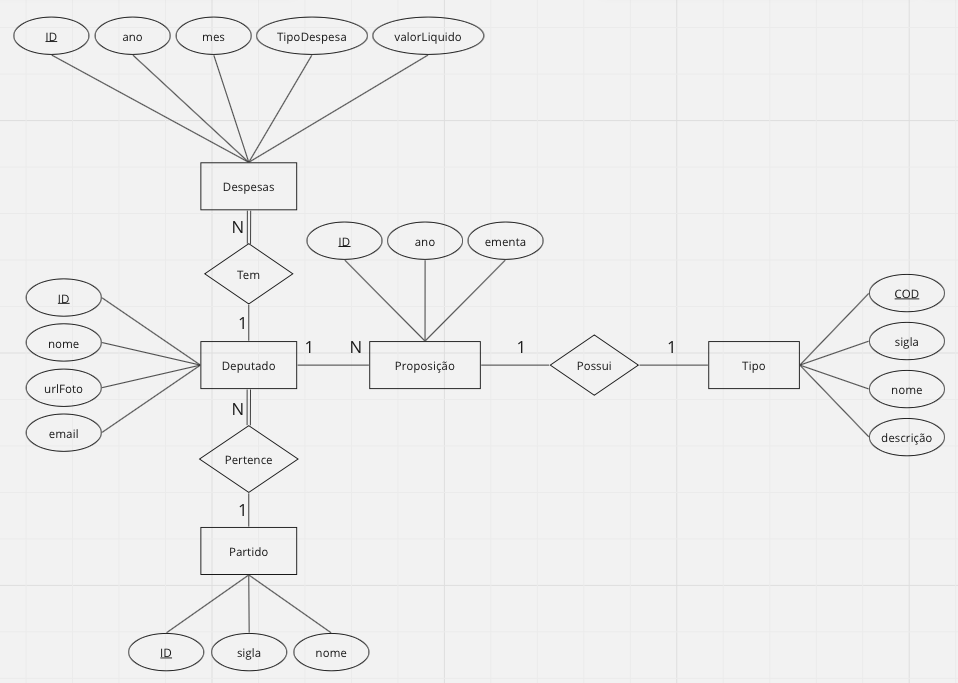 ID
ano
mes
TipoDespesa
valorLiquido
Despesas
N
Tem
1
ID
ano
ementa
ID
nome
urlFoto
email
Deputado
1
N
Proposição
1
Possui
1
Tipo
COD
sigla
nome
descrição
N
Pertence
1
Partido
ID
sigla
nome